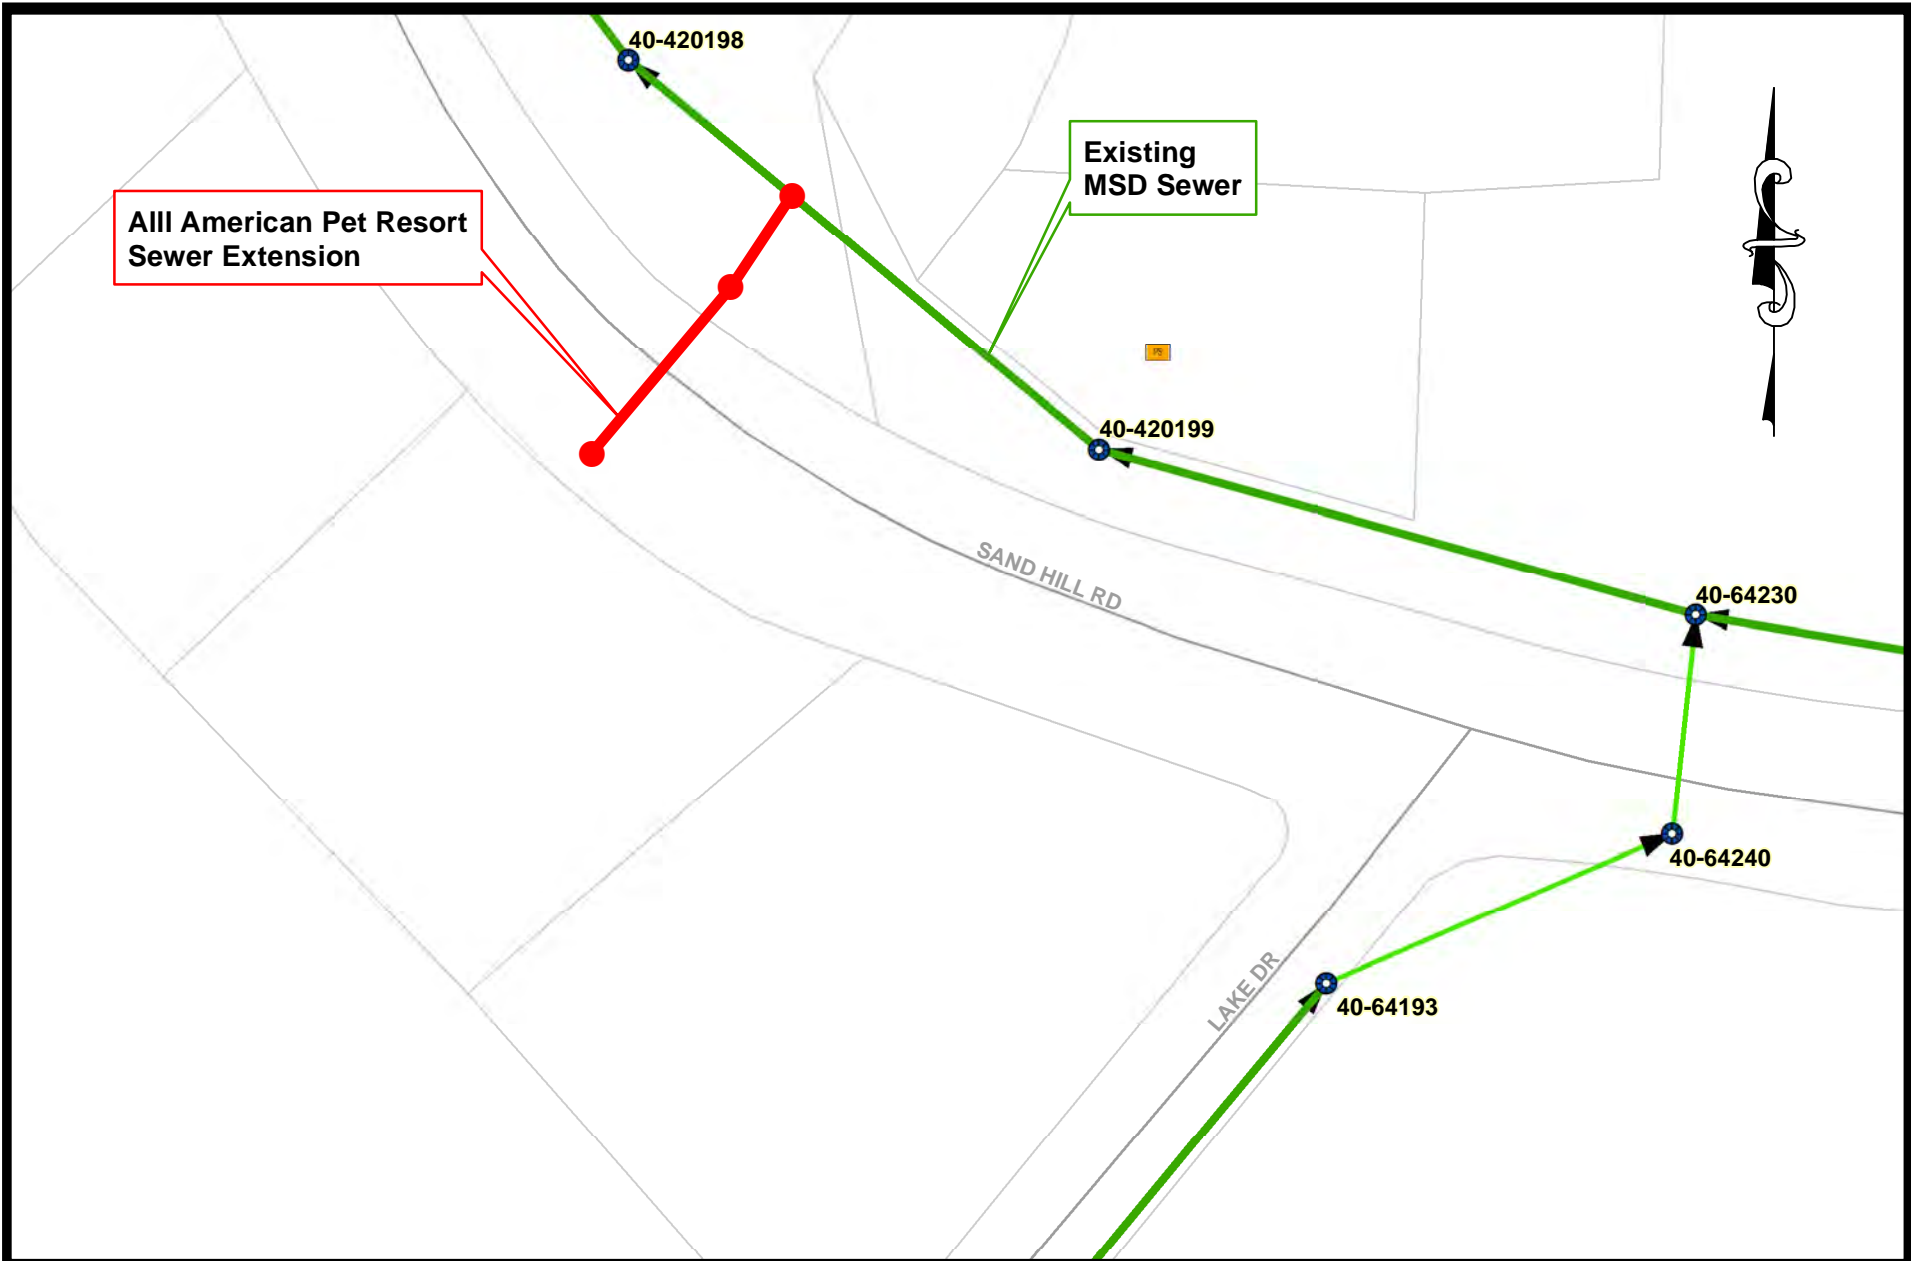 40-420198
Existing
MSD Sewer
Alll American Pet Resort
Sewer Extension
40-420199
SAND HILL RD
40-64230
40-64240
LAKE DR
40-64193